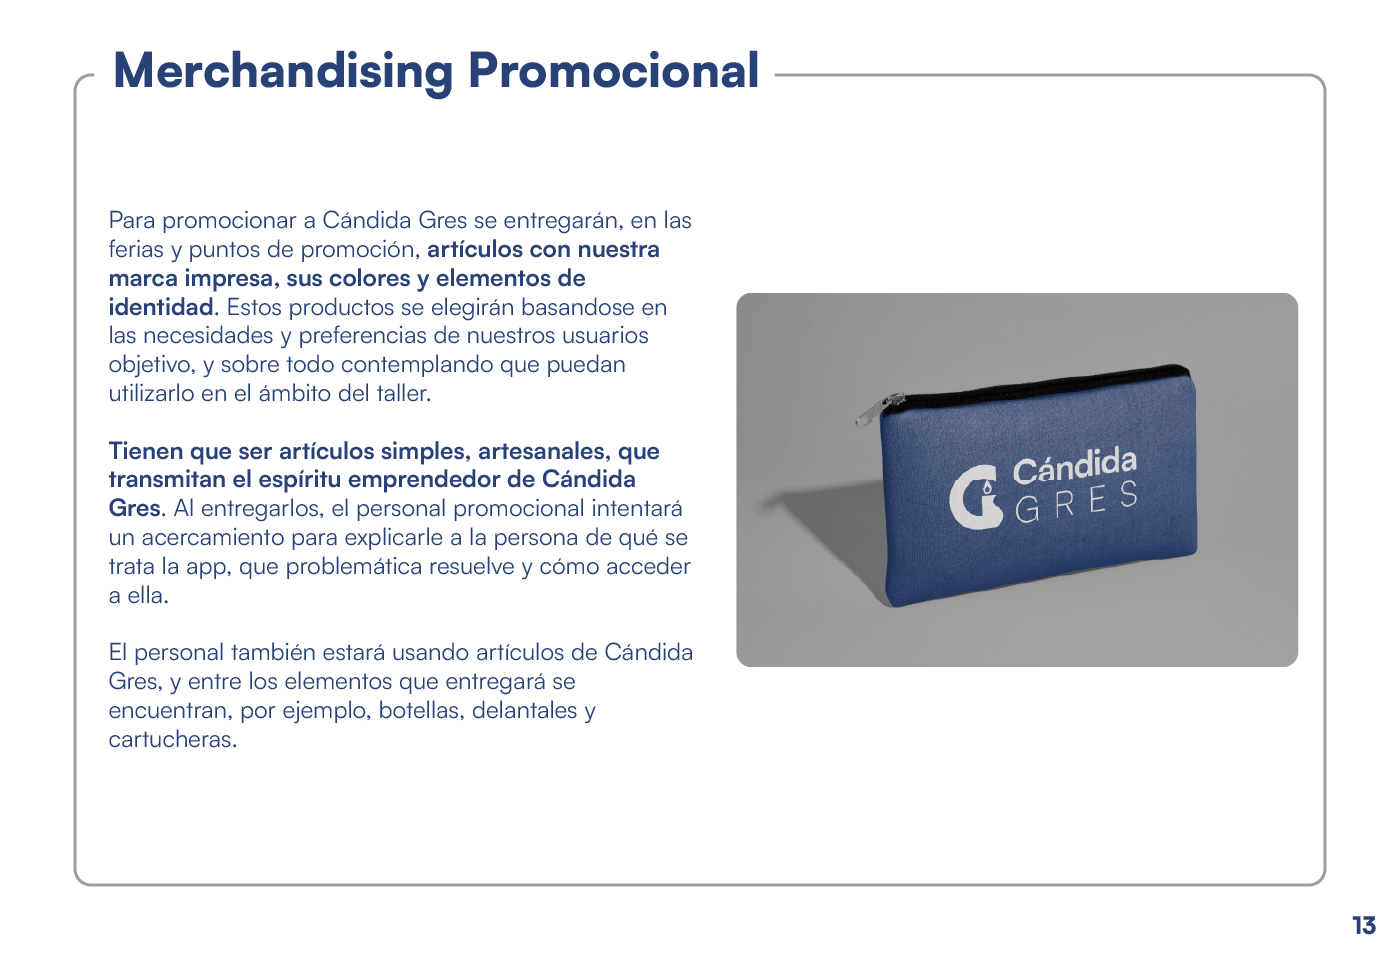 Merchandising Promocional
Para promocionar a Cándida Gres se entregarán, en las
ferias y puntos de promoción, artículos con nuestra
marca impresa, sus colores y elementos de
identidad. Estos productos se elegirán basandose en
las necesidades y preferencias de nuestros usuarios
objetivo, y sobre todo contemplando que puedan
utilizarlo en el ámbito del taller.
Tienen que ser artículos simples, artesanales, que
transmitan el espíritu emprendedor de Cándida
Gres. Al entregarlos, el personal promocional intentará
un acercamiento para explicarle a la persona de qué se
trata la app, que problemática resuelve y cómo acceder
a ella.
El personal también estará usando artículos de Cándida
Gres, y entre los elementos que entregará se
encuentran, por ejemplo, botellas, delantales y
cartucheras.
Cándida
GRES
13